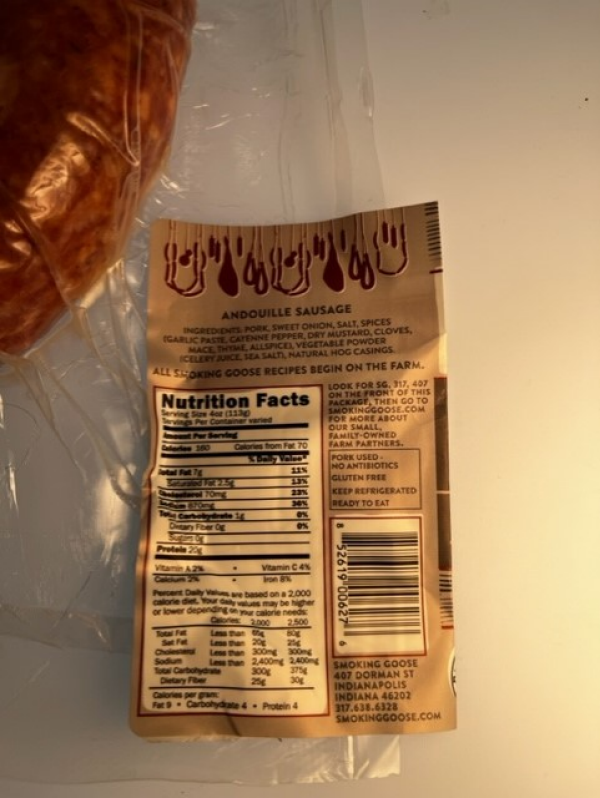 ANDOUILLE SAUSAGE
INGREDIENTS: PORK, SWEET ONION, SALT, SPICES
(GARLIC PASTE, CAYENNE PEPPER, DRY MUSTARD, CLOVES,
MACE, THYME, ALLSPICE), VEGETABLE POWDER
(CELERY JUICE, SEA SALT), NATURAL HOG CASINGS.
ALL SMOKING GOOSE RECIPES BEGIN ON THE FARM.
Nutrition Facts
Serving Size 4oz (113g)
Servings Per Container varied
Amount Per Serving
Calories 160 Calories from Fat 70
% Daily Value*
Total Fat 7g 11%
Saturated Fat 2.5g 13%
Cholesterol 70mg 23%
Sodium 870mg 36%
Total Carbohydrate 1g 0%
Dietary Fiber 0g 0%
Sugars 0g
Protein 20g
Vitamin A 2% • Vitamin C 4%
Calcium 2% • Iron 8%
Percent Daily Values are based on a 2,000
calorie diet. Your daily values may be higher
or lower depending on your calorie needs:
Calories: 2,000 2,500
Total Fat Less than 65g 80g
Sat Fat Less than 20g 25g
Cholesterol Less than 300mg 300mg
Sodium Less than 2,400mg 2,400mg
Total Carbohydrate 300g 375g
Dietary Fiber 25g 30g
Calories per gram:
Fat 9 • Carbohydrate 4 • Protein 4
LOOK FOR SG. 317, 407
ON THE FRONT OF THIS
PACKAGE, THEN GO TO
SMOKINGGOOSE.COM
FOR MORE ABOUT
OUR SMALL,
FAMILY-OWNED
FARM PARTNERS.
PORK USED -
NO ANTIBIOTICS
GLUTEN FREE
KEEP REFRIGERATED
READY TO EAT
8 52619 00627 6
SMOKING GOOSE
407 DORMAN ST
INDIANAPOLIS
INDIANA 46202
317.638.6328
SMOKINGGOOSE.COM